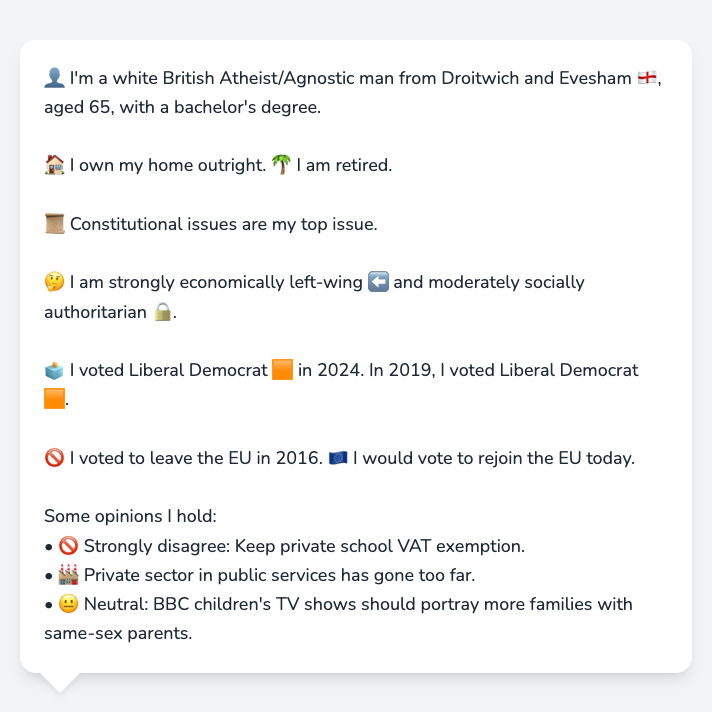 👤 I'm a white British Atheist/Agnostic man from Droitwich and Evesham 🏴󠁧󠁢󠁥󠁮󠁧󠁿,
aged 65, with a bachelor's degree.
🏠 I own my home outright. 🌴 I am retired.
📜 Constitutional issues are my top issue.
🤔 I am strongly economically left-wing ⬅️ and moderately socially
authoritarian 🔒.
🗳️ I voted Liberal Democrat 🟧 in 2024. In 2019, I voted Liberal Democrat
🟧.
🚫 I voted to leave the EU in 2016. 🇪🇺 I would vote to rejoin the EU today.
Some opinions I hold:
• 🚫 Strongly disagree: Keep private school VAT exemption.
• 🏭 Private sector in public services has gone too far.
• 😐 Neutral: BBC children's TV shows should portray more families with
same-sex parents.